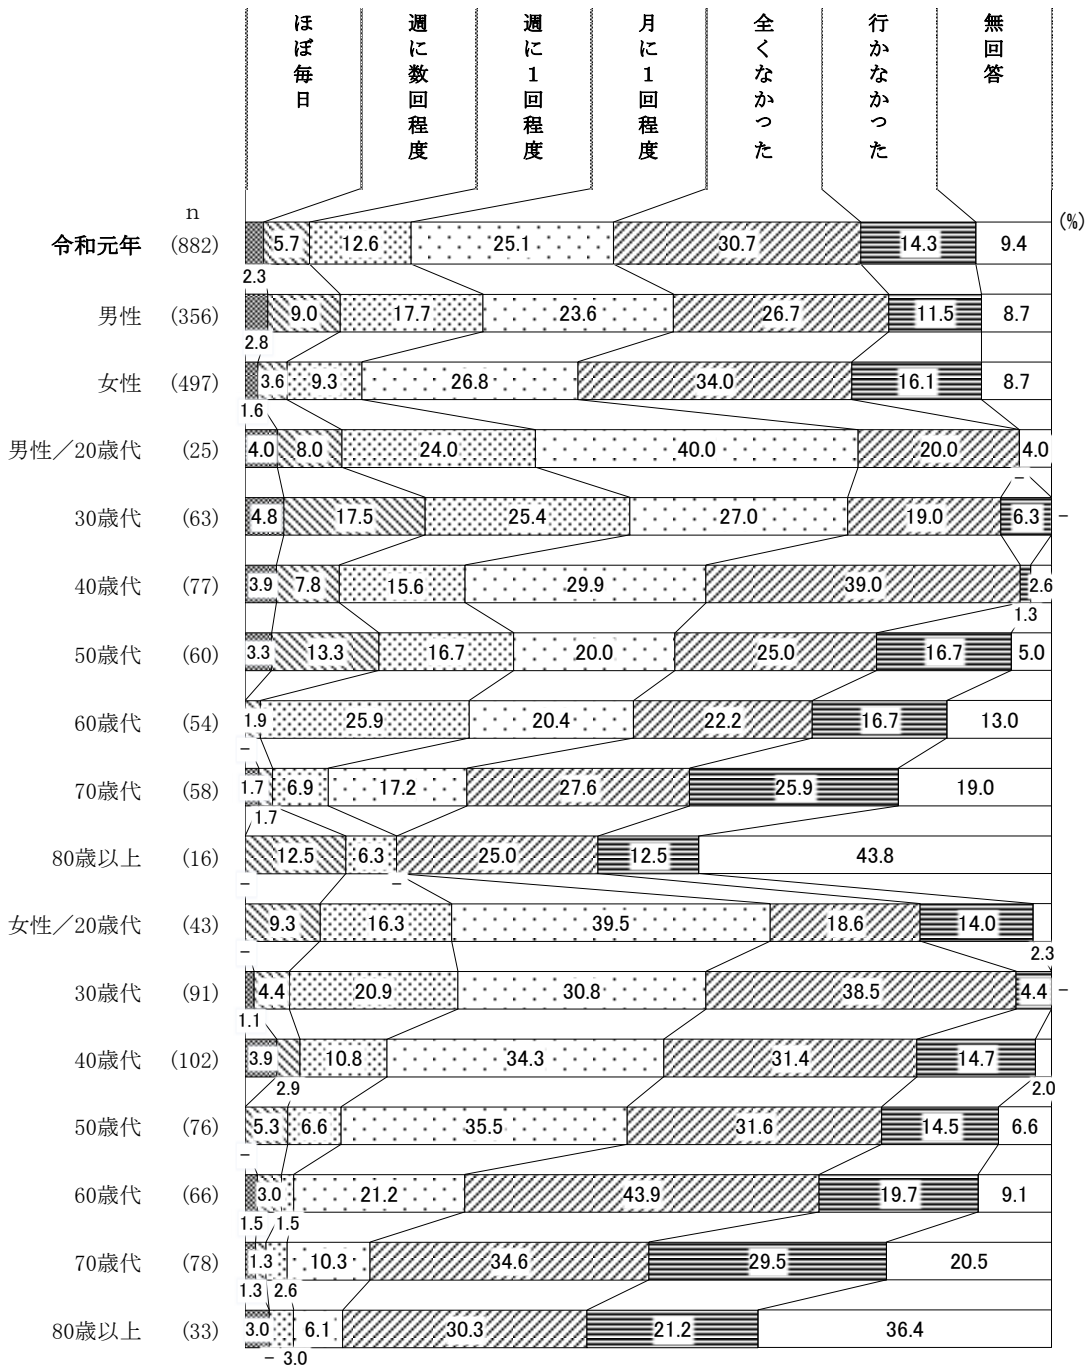 ほぼ毎日
週に数回程度
週に1回程度
月に1回程度
全くなかった
行かなかった
無回答
n
(%)
令和元年 (882) 5.7 12.6 25.1 30.7 14.3 9.4
2.3
男性 (356) 9.0 17.7 23.6 26.7 11.5 8.7
2.8
女性 (497) 3.6 9.3 26.8 34.0 16.1 8.7
1.6
男性／20歳代 (25) 4.0 8.0 24.0 40.0 20.0 4.0
－
30歳代 (63) 4.8 17.5 25.4 27.0 19.0 6.3 －
40歳代 (77) 3.9 7.8 15.6 29.9 39.0 2.6
1.3
50歳代 (60) 3.3 13.3 16.7 20.0 25.0 16.7 5.0
60歳代 (54) 1.9 25.9 20.4 22.2 16.7 13.0
－
70歳代 (58) 1.7 6.9 17.2 27.6 25.9 19.0
1.7
80歳以上 (16) 12.5 6.3 25.0 12.5 43.8
－ －
女性／20歳代 (43) 9.3 16.3 39.5 18.6 14.0
－ 2.3
30歳代 (91) 4.4 20.9 30.8 38.5 4.4 －
1.1
40歳代 (102) 3.9 10.8 34.3 31.4 14.7
2.9 2.0
50歳代 (76) 5.3 6.6 35.5 31.6 14.5 6.6
－
60歳代 (66) 3.0 21.2 43.9 19.7 9.1
1.5 1.5
70歳代 (78) 1.3 10.3 34.6 29.5 20.5
1.3 2.6
80歳以上 (33) 3.0 6.1 30.3 21.2 36.4
－ 3.0